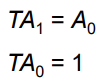 TA₁ = A₀
TA₀ = 1